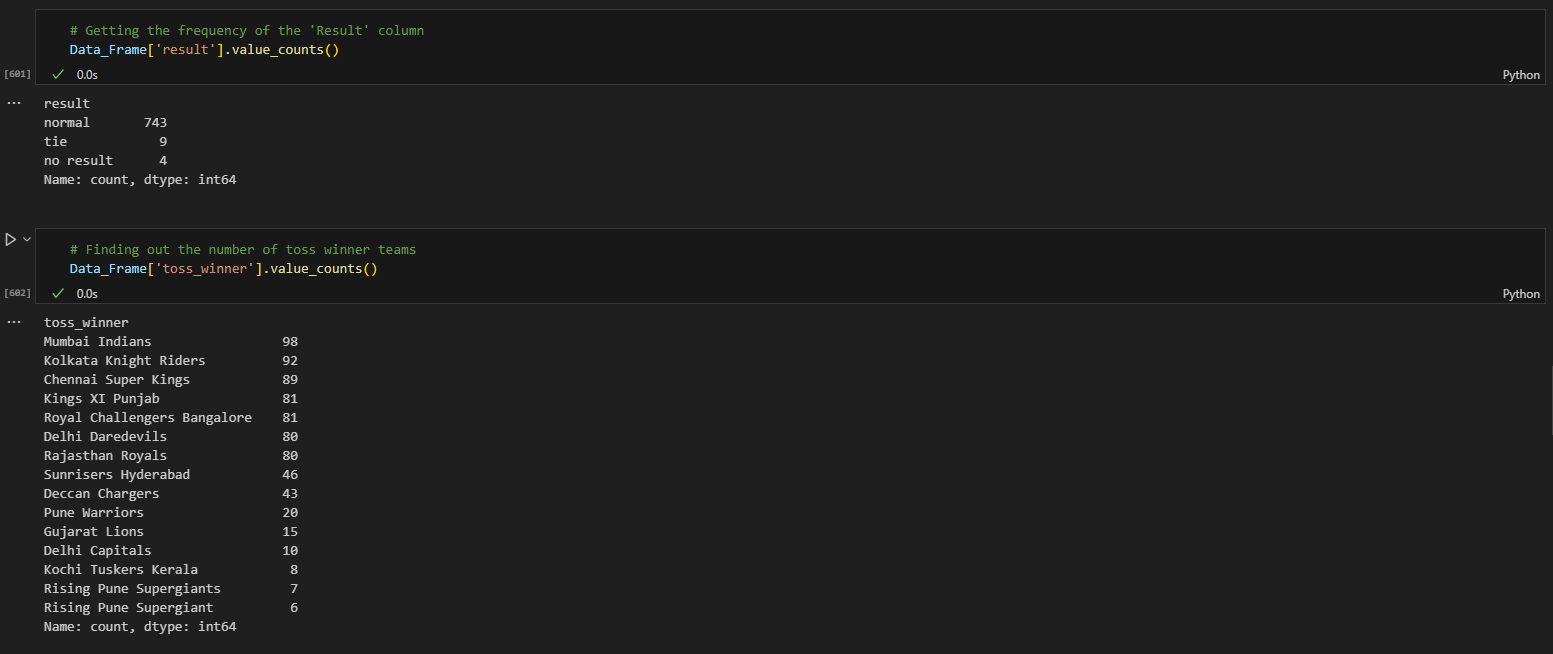 # Getting the frequency of the 'Result' column
Data_Frame['result'].value_counts()
[601] 0.0s Python
... result
normal 743
tie 9
no result 4
Name: count, dtype: int64
# Finding out the number of toss winner teams
Data_Frame['toss_winner'].value_counts()
[602] 0.0s Python
... toss_winner
Mumbai Indians 98
Kolkata Knight Riders 92
Chennai Super Kings 89
Kings XI Punjab 81
Royal Challengers Bangalore 81
Delhi Daredevils 80
Rajasthan Royals 80
Sunrisers Hyderabad 46
Deccan Chargers 43
Pune Warriors 20
Gujarat Lions 15
Delhi Capitals 10
Kochi Tuskers Kerala 8
Rising Pune Supergiants 7
Rising Pune Supergiant 6
Name: count, dtype: int64